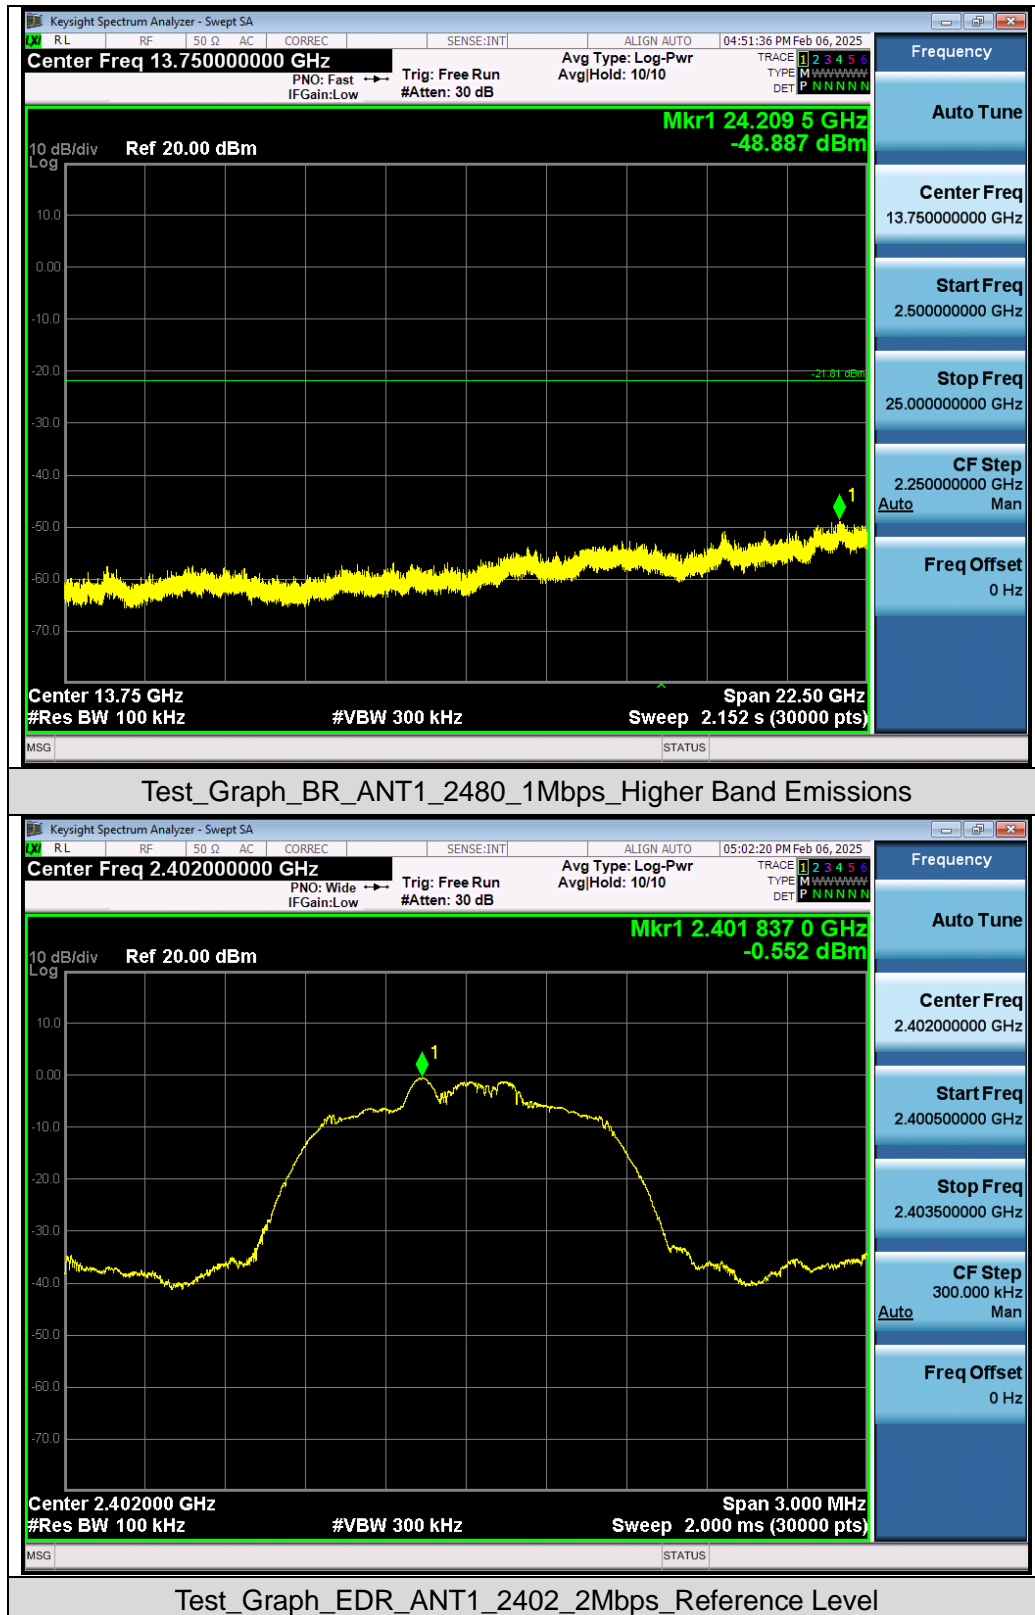 Keysight Spectrum Analyzer - Swept SA
LXI RL RF 50 Ω AC CORREC SENSE:INT ALIGN AUTO 04:51:36 PM Feb 06, 2025
Center Freq 13.750000000 GHz
PNO: Fast
IFGain:Low
Trig: Free Run
#Atten: 30 dB
Avg Type: Log-Pwr
Avg|Hold: 10/10
TRACE 1 2 3 4 5 6
TYPE M W W W W W
DET P N N N N N
Mkr1 24.209 5 GHz
-48.887 dBm
10 dB/div Ref 20.00 dBm
Log
10.0
0.00
-10.0
-20.0
-21.81 dBm
-30.0
-40.0
1
-50.0
-60.0
-70.0
Center 13.75 GHz Span 22.50 GHz
#Res BW 100 kHz #VBW 300 kHz Sweep 2.152 s (30000 pts)
MSG STATUS
Frequency
Auto Tune
Center Freq
13.750000000 GHz
Start Freq
2.500000000 GHz
Stop Freq
25.000000000 GHz
CF Step
2.250000000 GHz
Auto Man
Freq Offset
0 Hz
Test_Graph_BR_ANT1_2480_1Mbps_Higher Band Emissions
Keysight Spectrum Analyzer - Swept SA
LXI RL RF 50 Ω AC CORREC SENSE:INT ALIGN AUTO 05:02:20 PM Feb 06, 2025
Center Freq 2.402000000 GHz
PNO: Wide
IFGain:Low
Trig: Free Run
#Atten: 30 dB
Avg Type: Log-Pwr
Avg|Hold: 10/10
TRACE 1 2 3 4 5 6
TYPE M W W W W W
DET P N N N N N
Mkr1 2.401 837 0 GHz
-0.552 dBm
10 dB/div Ref 20.00 dBm
Log
10.0
1
0.00
-10.0
-20.0
-30.0
-40.0
-50.0
-60.0
-70.0
Center 2.402000 GHz Span 3.000 MHz
#Res BW 100 kHz #VBW 300 kHz Sweep 2.000 ms (30000 pts)
MSG STATUS
Frequency
Auto Tune
Center Freq
2.402000000 GHz
Start Freq
2.400500000 GHz
Stop Freq
2.403500000 GHz
CF Step
300.000 kHz
Auto Man
Freq Offset
0 Hz
Test_Graph_EDR_ANT1_2402_2Mbps_Reference Level